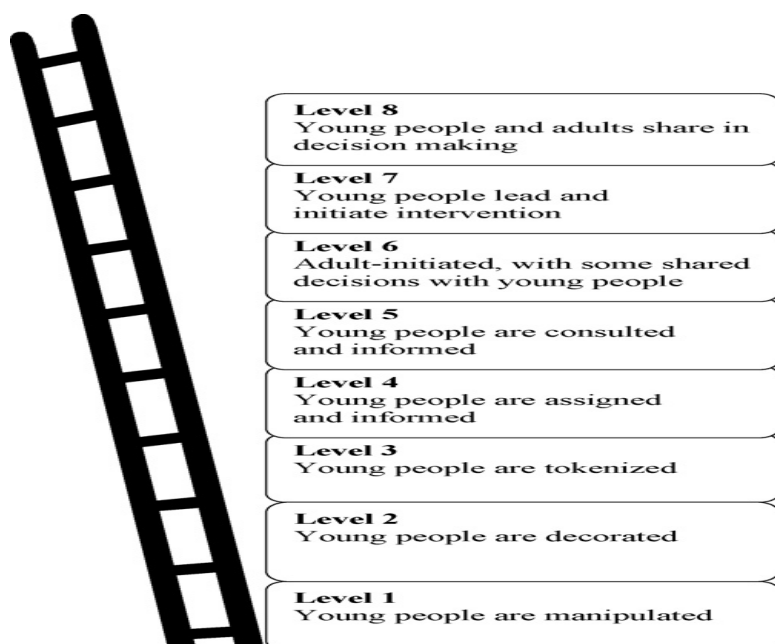 Level 8
Young people and adults share in
decision making
Level 7
Young people lead and
initiate intervention
Level 6
Adult-initiated, with some shared
decisions with young people
Level 5
Young people are consulted
and informed
Level 4
Young people are assigned
and informed
Level 3
Young people are tokenized
Level 2
Young people are decorated
Level 1
Young people are manipulated